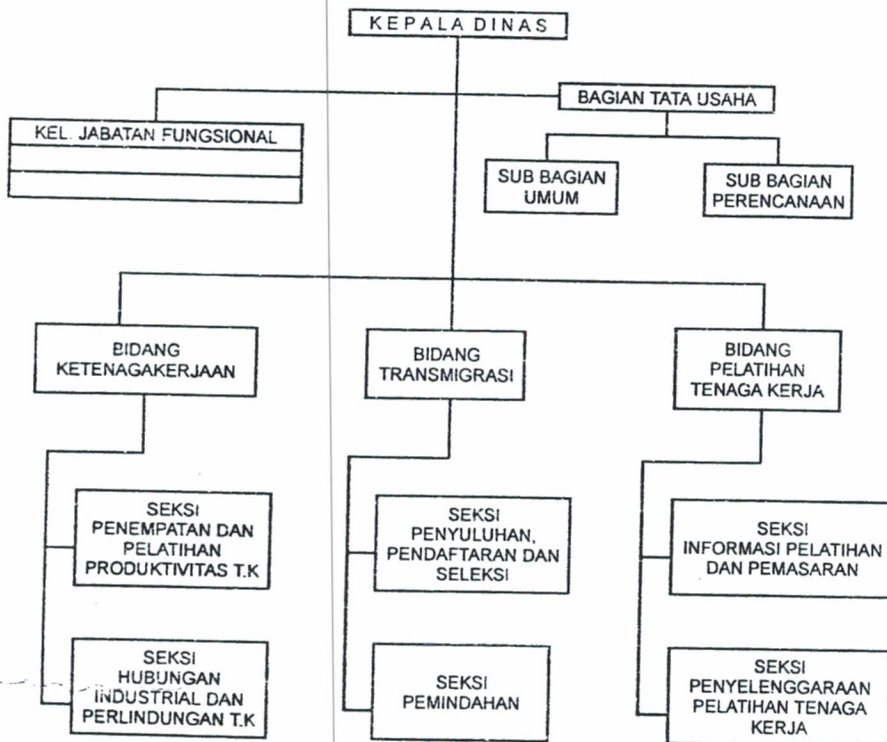 KEPALA DINAS
BAGIAN TATA USAHA
KEL. JABATAN FUNGSIONAL
SUB BAGIAN
UMUM
SUB BAGIAN
PERENCANAAN
BIDANG
KETENAGAKERJAAN
BIDANG
TRANSMIGRASI
BIDANG
PELATIHAN
TENAGA KERJA
SEKSI
PENEMPATAN DAN
PELATIHAN
PRODUKTIVITAS T.K
SEKSI
PENYULUHAN,
PENDAFTARAN DAN
SELEKSI
SEKSI
INFORMASI PELATIHAN
DAN PEMASARAN
SEKSI
HUBUNGAN
INDUSTRIAL DAN
PERLINDUNGAN T.K
SEKSI
PEMINDAHAN
SEKSI
PENYELENGGARAAN
PELATIHAN TENAGA
KERJA